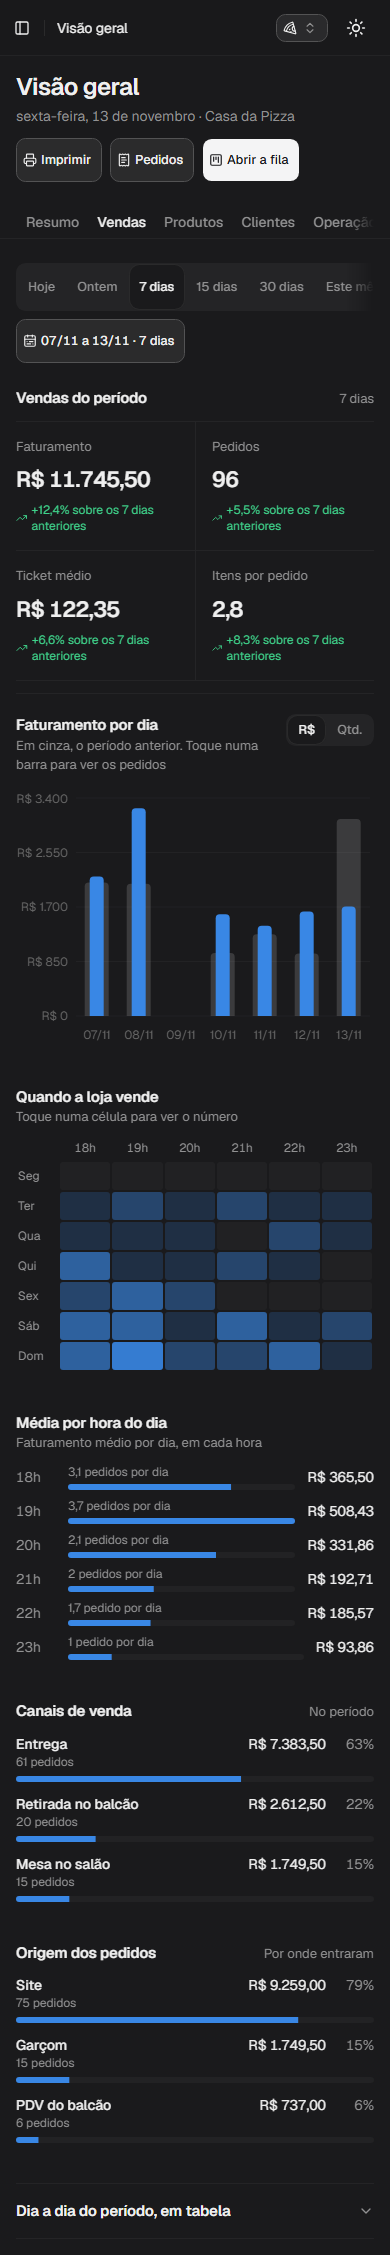 Visão geral
Visão geral
sexta-feira, 13 de novembro · Casa da Pizza
Imprimir
Pedidos
Abrir a fila
Resumo Vendas Produtos Clientes Operação
Hoje Ontem 7 dias 15 dias 30 dias Este mê
07/11 a 13/11 · 7 dias
Vendas do período 7 dias
Faturamento
R$ 11.745,50
+12,4% sobre os 7 dias
anteriores
Pedidos
96
+5,5% sobre os 7 dias
anteriores
Ticket médio
R$ 122,35
+6,6% sobre os 7 dias
anteriores
Itens por pedido
2,8
+8,3% sobre os 7 dias
anteriores
Faturamento por dia
R$ Qtd.
Em cinza, o período anterior. Toque numa
barra para ver os pedidos
R$ 3.400
R$ 2.550
R$ 1.700
R$ 850
R$ 0
07/11 08/11 09/11 10/11 11/11 12/11 13/11
Quando a loja vende
Toque numa célula para ver o número
18h 19h 20h 21h 22h 23h
Seg
Ter
Qua
Qui
Sex
Sáb
Dom
Média por hora do dia
Faturamento médio por dia, em cada hora
18h 3,1 pedidos por dia R$ 365,50
19h 3,7 pedidos por dia R$ 508,43
20h 2,1 pedidos por dia R$ 331,86
21h 2 pedidos por dia R$ 192,71
22h 1,7 pedido por dia R$ 185,57
23h 1 pedido por dia R$ 93,86
Canais de venda No período
Entrega R$ 7.383,50 63%
61 pedidos
Retirada no balcão R$ 2.612,50 22%
20 pedidos
Mesa no salão R$ 1.749,50 15%
15 pedidos
Origem dos pedidos Por onde entraram
Site R$ 9.259,00 79%
75 pedidos
Garçom R$ 1.749,50 15%
15 pedidos
PDV do balcão R$ 737,00 6%
6 pedidos
Dia a dia do período, em tabela